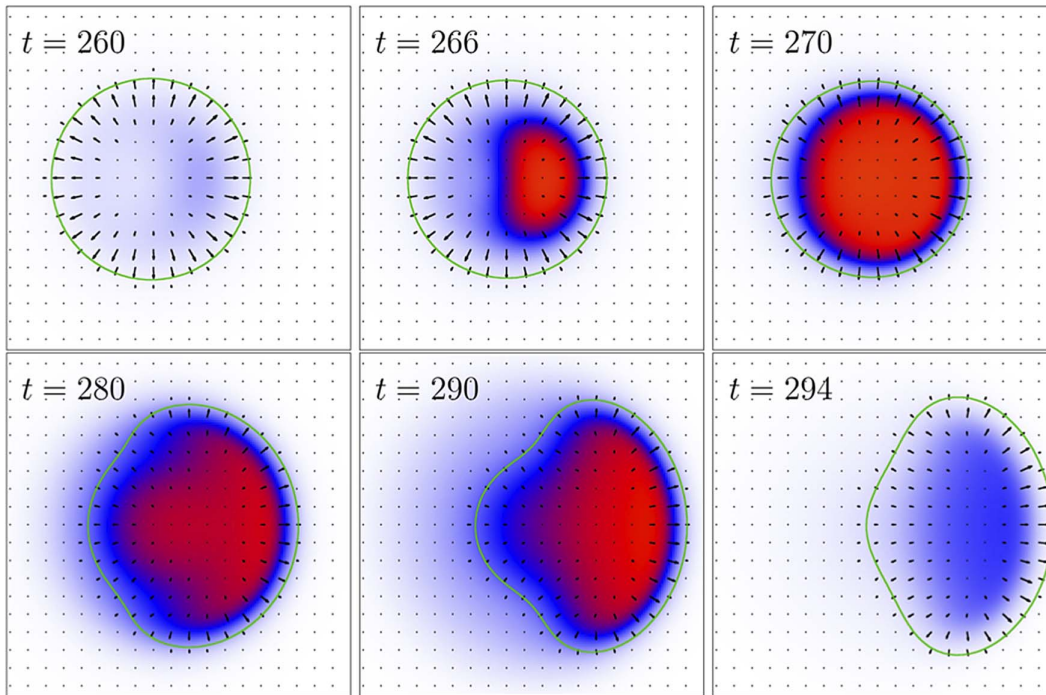 t = 260
t = 266
t = 270
t = 280
t = 290
t = 294